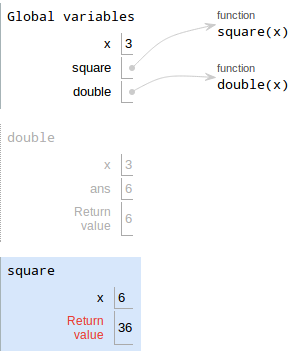 Global variables
x 3
square
double
function
square(x)
function
double(x)
double
x 3
ans 6
Return
value 6
square
x 6
Return
value 36